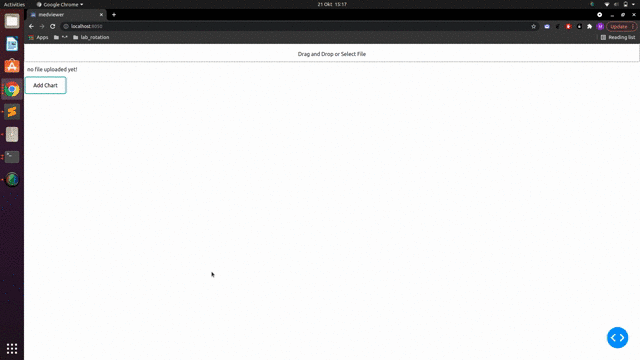 Activities
Google Chrome
21 Okt 15:17
medviewer
localhost:8050
Update
Apps
lab_rotation
Reading list
Drag and Drop or Select File
no file uploaded yet!
Add Chart